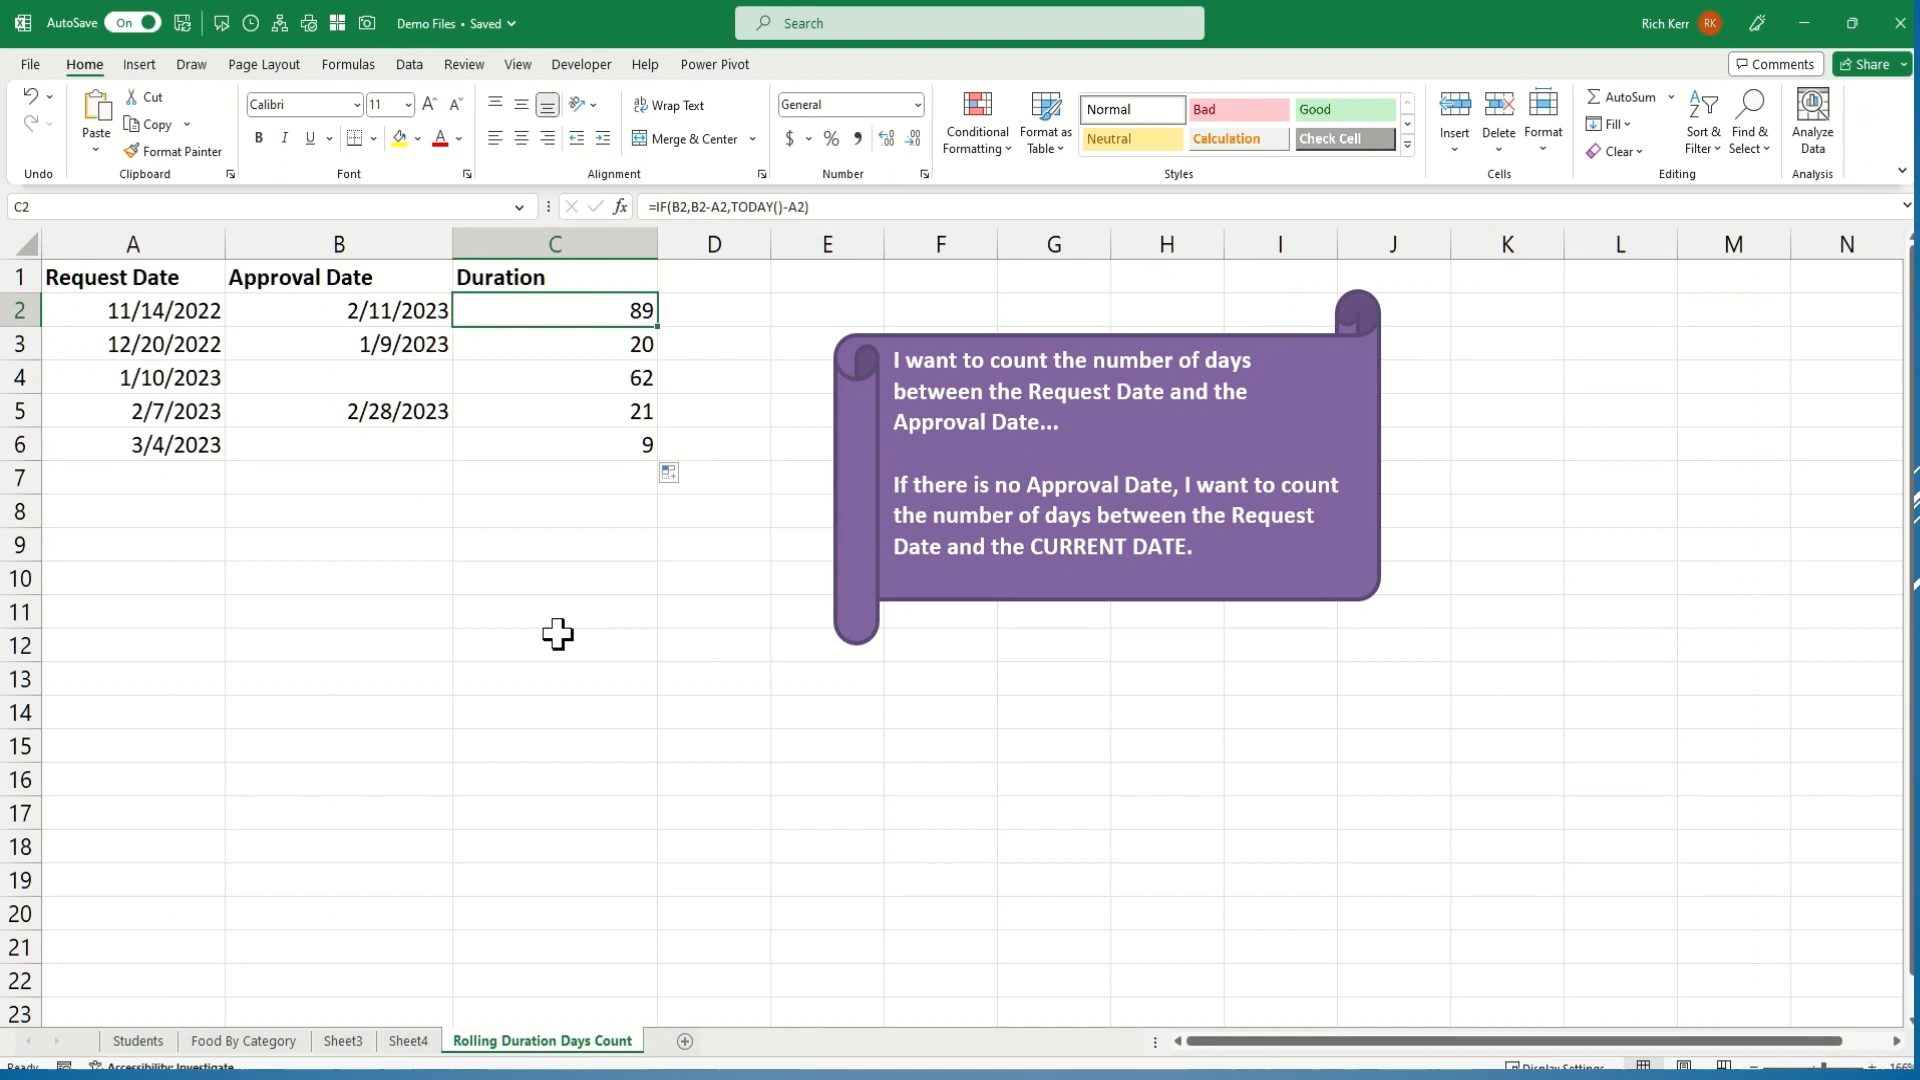 AutoSave On Demo Files • Saved Search Rich Kerr RK
File Home Insert Draw Page Layout Formulas Data Review View Developer Help Power Pivot Comments Share
Paste Cut Copy Format Painter
Calibri 11
B I U
Wrap Text
Merge & Center
General
$ % ,
Conditional Formatting
Format as Table
Normal Bad Good
Neutral Calculation Check Cell
Insert Delete Format
AutoSum
Fill
Clear
Sort & Filter
Find & Select
Analyze Data
Undo Clipboard Font Alignment Number Styles Cells Editing Analysis
C2 fx =IF(B2,B2-A2,TODAY()-A2)
A B C D E F G H I J K L M N
1 Request Date Approval Date Duration
2 11/14/2022 2/11/2023 89
3 12/20/2022 1/9/2023 20
4 1/10/2023 62
5 2/7/2023 2/28/2023 21
6 3/4/2023 9
7
8
9
10
11
12
13
14
15
16
17
18
19
20
21
22
23
I want to count the number of days
between the Request Date and the
Approval Date...
If there is no Approval Date, I want to count
the number of days between the Request
Date and the CURRENT DATE.
Students Food By Category Sheet3 Sheet4 Rolling Duration Days Count
Ready Accessibility: Investigate Display Settings